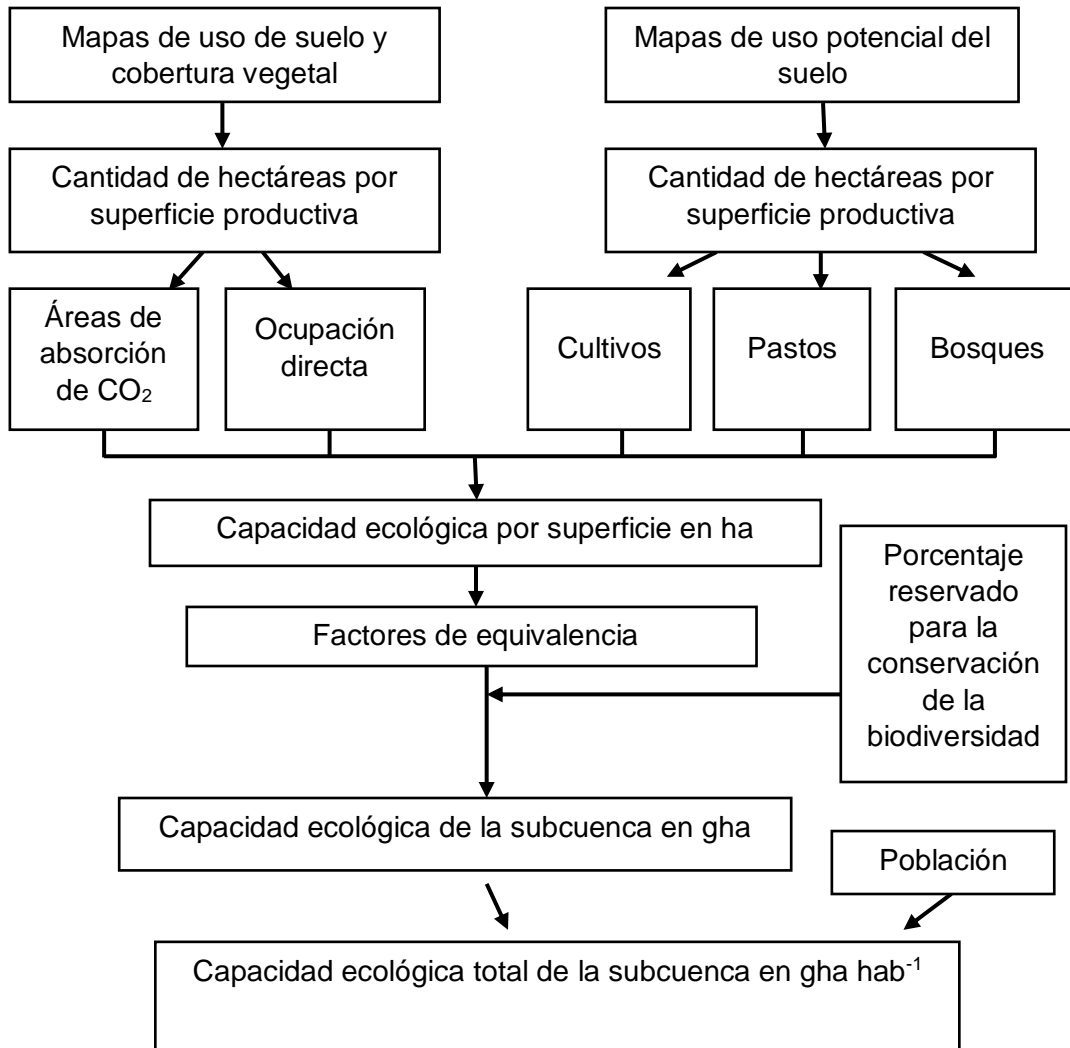 Mapas de uso de suelo y
cobertura vegetal
Mapas de uso potencial del
suelo
Cantidad de hectáreas por
superficie productiva
Cantidad de hectáreas por
superficie productiva
Áreas de
absorción
de CO₂
Ocupación
directa
Cultivos
Pastos
Bosques
Capacidad ecológica por superficie en ha
Porcentaje
reservado
para la
conservación
de la
biodiversidad
Factores de equivalencia
Capacidad ecológica de la subcuenca en gha
Población
Capacidad ecológica total de la subcuenca en gha hab⁻¹